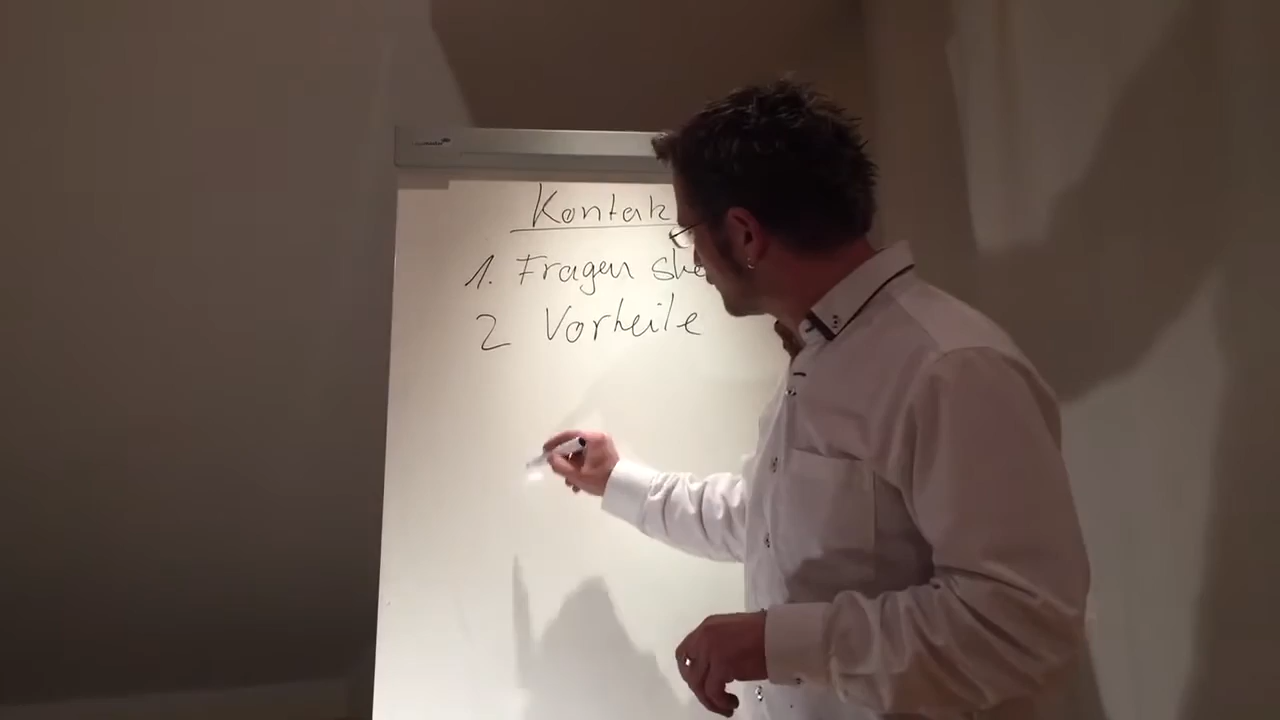 Kontak
1. Fragen ste
2 Vorteile